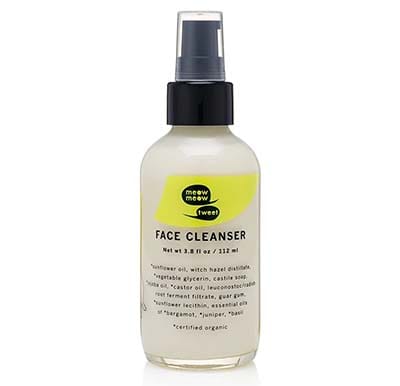 meow
meow
tweet
FACE CLEANSER
Net wt 3.8 fl oz / 112 ml
*sunflower oil, witch hazel distillate,
*vegetable glycerin, castile soap,
*jojoba oil, *castor oil, leuconostoc/radish
root ferment filtrate, guar gum,
*sunflower lecithin, essential oils
of *bergamot, *juniper, *basil
*certified organic